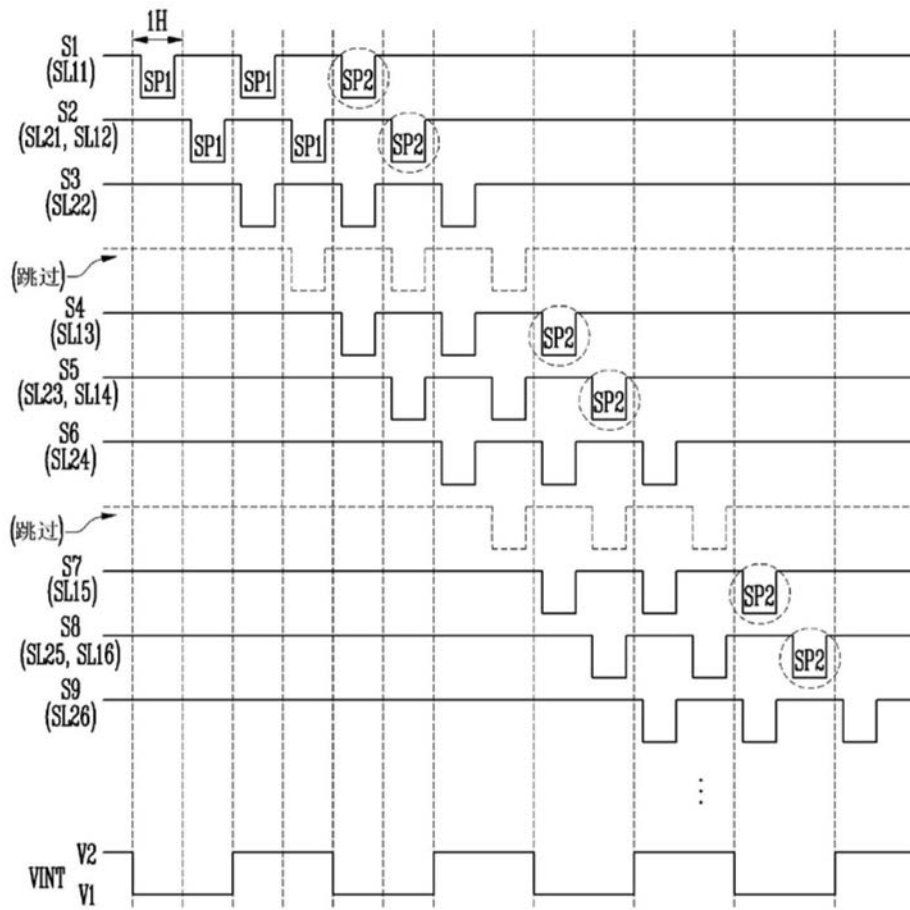 1H
S1
(SL11)
SP1
SP1
SP2
S2
(SL21, SL12)
SP1
SP1
SP2
S3
(SL22)
(跳过)
S4
(SL13)
SP2
S5
(SL23, SL14)
SP2
S6
(SL24)
(跳过)
S7
(SL15)
SP2
S8
(SL25, SL16)
SP2
S9
(SL26)
V2
VINT
V1